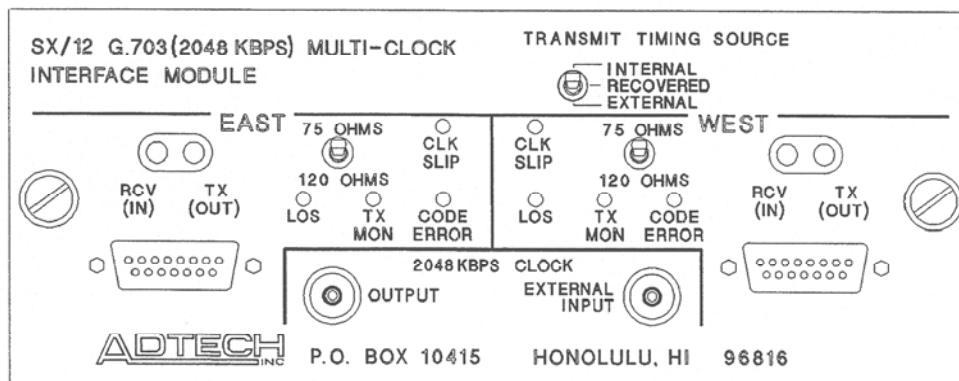 SX/12 G.703(2048 KBPS) MULTI-CLOCK
INTERFACE MODULE
TRANSMIT TIMING SOURCE
INTERNAL
RECOVERED
EXTERNAL
EAST
75 OHMS
120 OHMS
CLK
SLIP
RCV
(IN)
TX
(OUT)
LOS
TX
MON
CODE
ERROR
WEST
CLK
SLIP
75 OHMS
120 OHMS
LOS
TX
MON
CODE
ERROR
RCV
(IN)
TX
(OUT)
2048 KBPS CLOCK
OUTPUT
EXTERNAL
INPUT
ADTECH INC
P.O. BOX 10415 HONOLULU, HI 96816